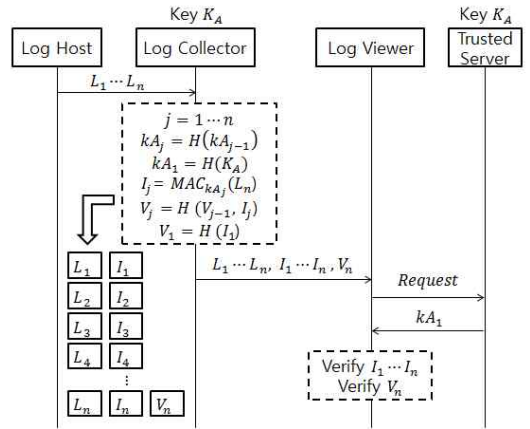 Key K_A
Key K_A
Log Host
Log Collector
Log Viewer
Trusted Server
L_1 ⋯ L_n
j = 1 ⋯ n
kA_j = H(kA_{j-1})
kA_1 = H(K_A)
I_j = MAC_{kA_j}(L_n)
V_j = H (V_{j-1}, I_j)
V_1 = H (I_1)
L_1 ⋯ L_n, I_1 ⋯ I_n , V_n
Request
kA_1
L_1 I_1
L_2 I_2
L_3 I_3
L_4 I_4
⋮
L_n I_n V_n
Verify I_1 ⋯ I_n
Verify V_n